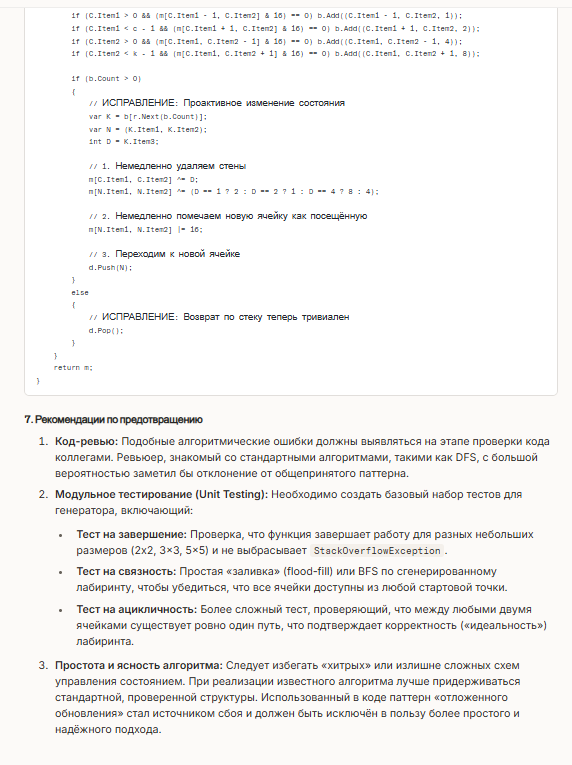 if (C.Item1 > 0 && (m[C.Item1 - 1, C.Item2] & 16) == 0) b.Add((C.Item1 - 1, C.Item2, 1));
if (C.Item1 < c - 1 && (m[C.Item1 + 1, C.Item2] & 16) == 0) b.Add((C.Item1 + 1, C.Item2, 2));
if (C.Item2 > 0 && (m[C.Item1, C.Item2 - 1] & 16) == 0) b.Add((C.Item1, C.Item2 - 1, 4));
if (C.Item2 < k - 1 && (m[C.Item1, C.Item2 + 1] & 16) == 0) b.Add((C.Item1, C.Item2 + 1, 8));
if (b.Count > 0)
{
// ИСПРАВЛЕНИЕ: Проактивное изменение состояния
var K = b[r.Next(b.Count)];
var N = (K.Item1, K.Item2);
int D = K.Item3;
// 1. Немедленно удаляем стены
m[C.Item1, C.Item2] ^= D;
m[N.Item1, N.Item2] ^= (D == 1 ? 2 : D == 2 ? 1 : D == 4 ? 8 : 4);
// 2. Немедленно помечаем новую ячейку как посещённую
m[N.Item1, N.Item2] |= 16;
// 3. Переходим к новой ячейке
d.Push(N);
}
else
{
// ИСПРАВЛЕНИЕ: Возврат по стеку теперь тривиален
d.Pop();
}
}
return m;
}
7. Рекомендации по предотвращению
1. Код-ревью: Подобные алгоритмические ошибки должны выявляться на этапе проверки кода
коллегами. Ревьюер, знакомый со стандартными алгоритмами, такими как DFS, с большой
вероятностью заметил бы отклонение от общепринятого паттерна.
2. Модульное тестирование (Unit Testing): Необходимо создать базовый набор тестов для
генератора, включающий:
• Тест на завершение: Проверка, что функция завершает работу для разных небольших
размеров (2x2, 3×3, 5×5) и не выбрасывает StackOverflowException.
• Тест на связность: Простая «заливка» (flood-fill) или BFS по сгенерированному
лабиринту, чтобы убедиться, что все ячейки доступны из любой стартовой точки.
• Тест на ацикличность: Более сложный тест, проверяющий, что между любыми двумя
ячейками существует ровно один путь, что подтверждает корректность («идеальность»)
лабиринта.
3. Простота и ясность алгоритма: Следует избегать «хитрых» или излишне сложных схем
управления состоянием. При реализации известного алгоритма лучше придерживаться
стандартной, проверенной структуры. Использованный в коде паттерн «отложенного
обновления» стал источником сбоя и должен быть исключён в пользу более простого и
надёжного подхода.